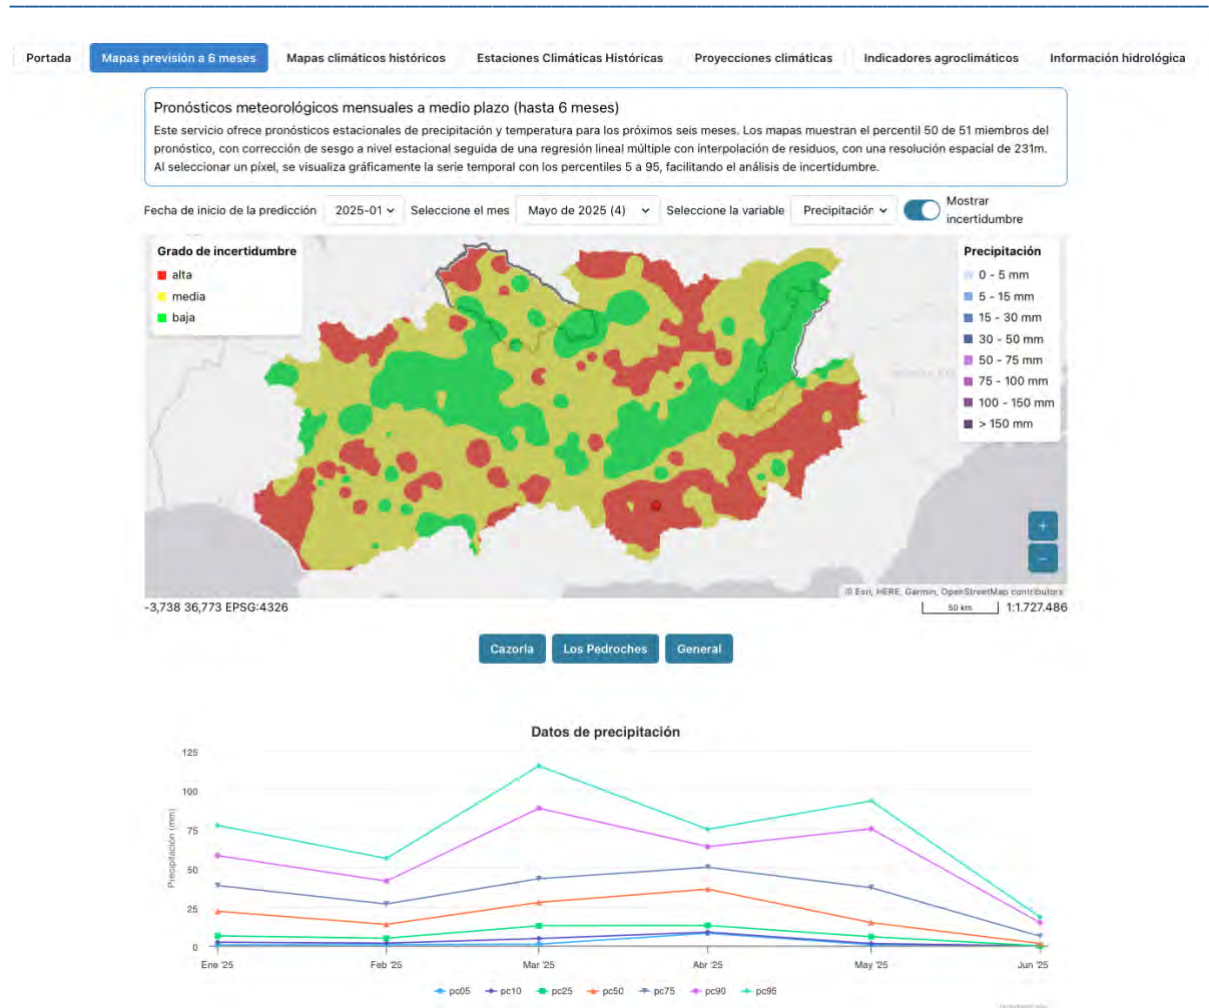 Portada Mapas previsión a 6 meses Mapas climáticos históricos Estaciones Climáticas Históricas Proyecciones climáticas Indicadores agroclimáticos Información hidrológica
Pronósticos meteorológicos mensuales a medio plazo (hasta 6 meses)
Este servicio ofrece pronósticos estacionales de precipitación y temperatura para los próximos seis meses. Los mapas muestran el percentil 50 de 51 miembros del
pronóstico, con corrección de sesgo a nivel estacional seguida de una regresión lineal múltiple con interpolación de residuos, con una resolución espacial de 231m.
Al seleccionar un píxel, se visualiza gráficamente la serie temporal con los percentiles 5 a 95, facilitando el análisis de incertidumbre.
Fecha de inicio de la predicción 2025-01 Seleccione el mes Mayo de 2025 (4) Seleccione la variable Precipitación Mostrar
incertidumbre
Grado de incertidumbre
alta
media
baja
Precipitación
0 - 5 mm
5 - 15 mm
15 - 30 mm
30 - 50 mm
50 - 75 mm
75 - 100 mm
100 - 150 mm
> 150 mm
+
−
© Esri, HERE, Garmin, OpenStreetMap contributors
-3,738 36,773 EPSG:4326 50 km 1:1.727.486
Cazorla Los Pedroches General
Datos de precipitación
Precipitación (mm)
125
100
75
50
25
0
Ene '25 Feb '25 Mar '25 Abr '25 May '25 Jun '25
pc05 pc10 pc25 pc50 pc75 pc90 pc95